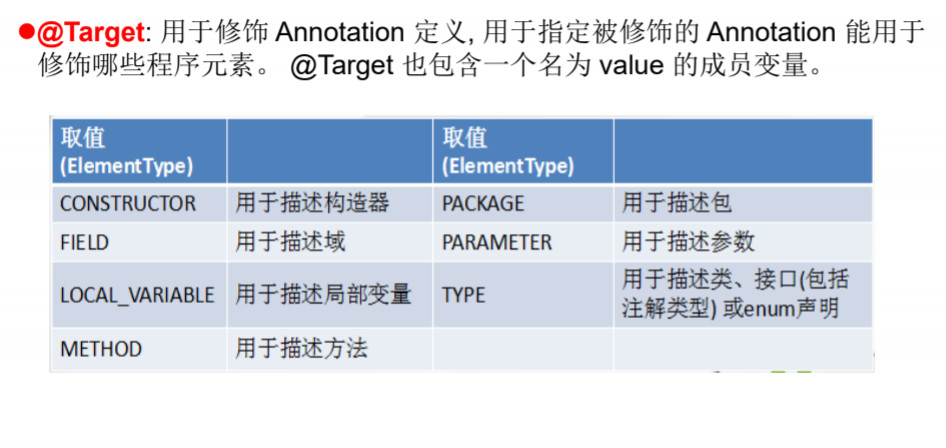 ●@Target: 用于修饰 Annotation 定义, 用于指定被修饰的 Annotation 能用于
修饰哪些程序元素。 @Target 也包含一个名为 value 的成员变量。
取值
(ElementType)
取值
(ElementType)
CONSTRUCTOR 用于描述构造器 PACKAGE 用于描述包
FIELD 用于描述域 PARAMETER 用于描述参数
LOCAL_VARIABLE 用于描述局部变量 TYPE 用于描述类、接口(包括
注解类型) 或enum声明
METHOD 用于描述方法